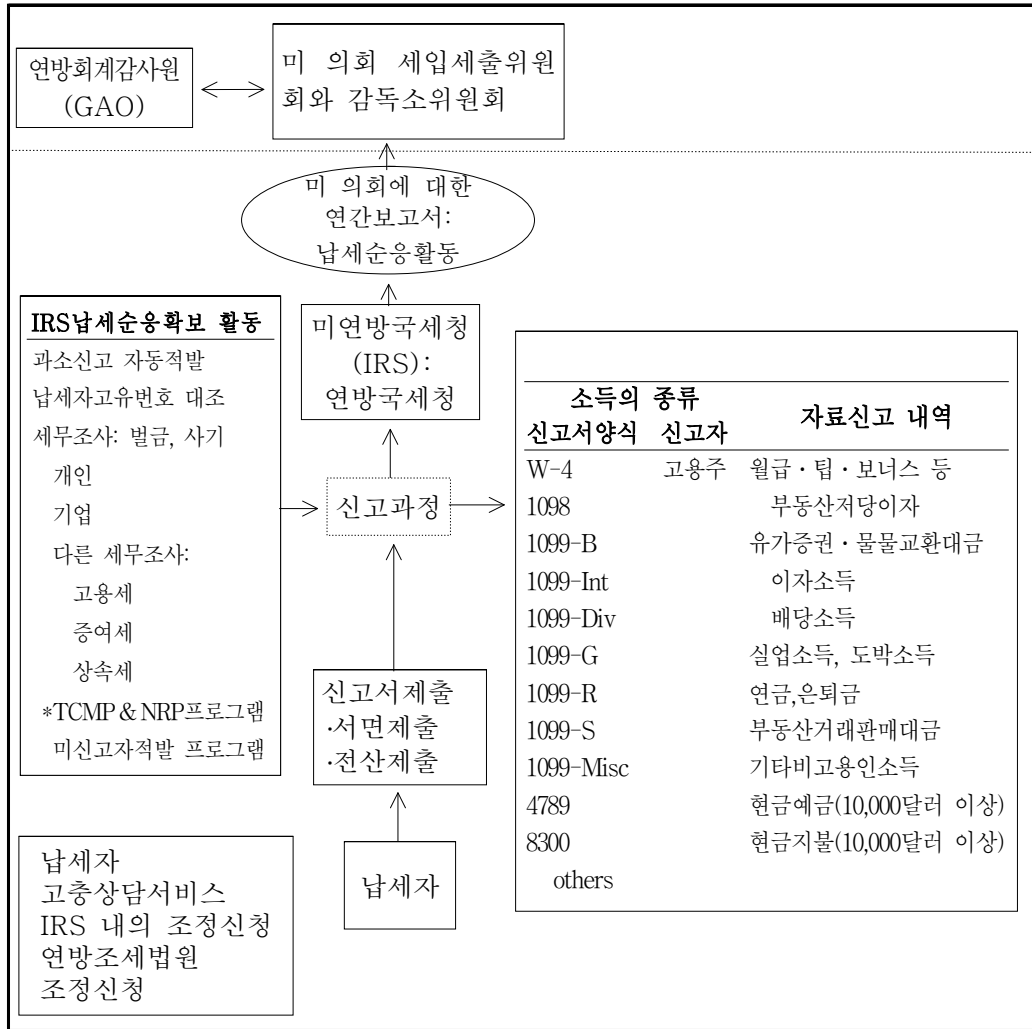 연방회계감사원
(GAO)
미 의회 세입세출위원
회와 감독소위원회
미 의회에 대한
연간보고서:
납세순응활동
IRS납세순응확보 활동
과소신고 자동적발
납세자고유번호 대조
세무조사: 벌금, 사기
개인
기업
다른 세무조사:
고용세
증여세
상속세
*TCMP & NRP프로그램
미신고자적발 프로그램
미연방국세청
(IRS):
연방국세청
신고과정
신고서제출
·서면제출
·전산제출
납세자
소득의 종류
신고서양식 신고자 자료신고 내역
W-4 고용주 월급·팁·보너스 등
1098 부동산저당이자
1099-B 유가증권·물물교환대금
1099-Int 이자소득
1099-Div 배당소득
1099-G 실업소득, 도박소득
1099-R 연금,은퇴금
1099-S 부동산거래판매대금
1099-Misc 기타비고용인소득
4789 현금예금(10,000달러 이상)
8300 현금지불(10,000달러 이상)
others
납세자
고충상담서비스
IRS 내의 조정신청
연방조세법원
조정신청